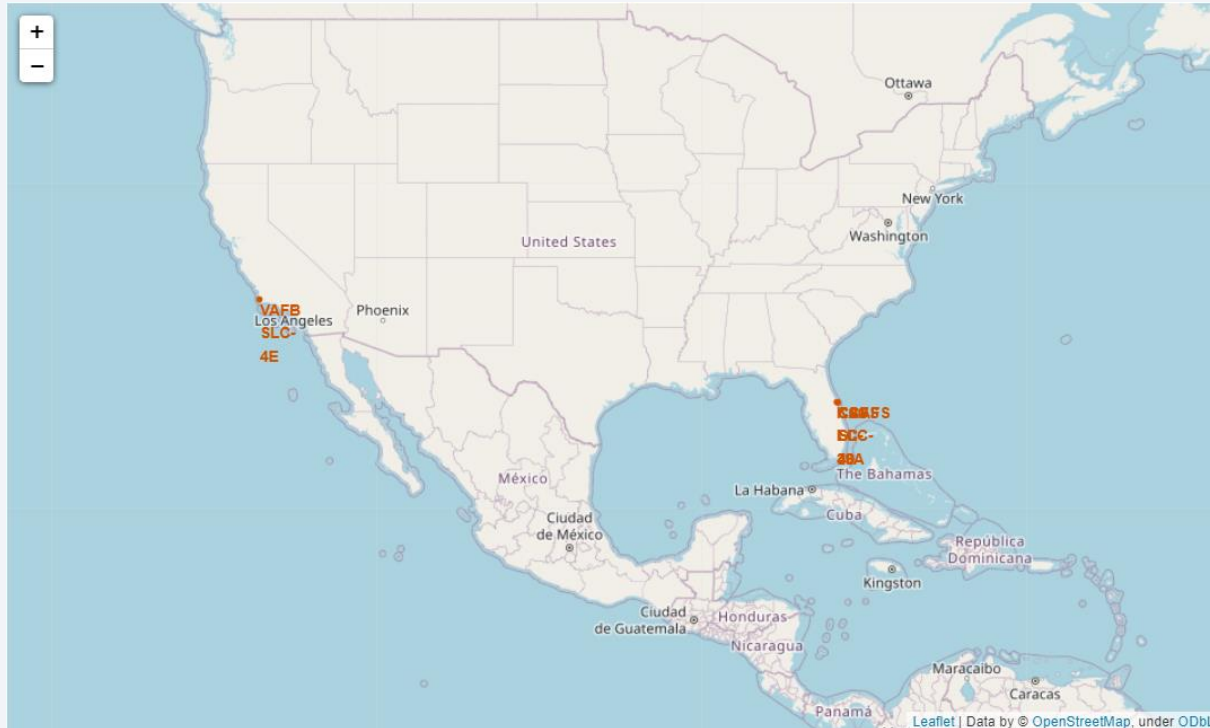 +
−
Ottawa
New York
Washington
United States
VAFB
Los Angeles
SLC-
4E
Phoenix
The Bahamas
La Habana
México
Cuba
Ciudad
de México
República
Dominicana
Kingston
Ciudad
de Guatemala
Honduras
Nicaragua
Maracaibo
Caracas
Panamá
Leaflet | Data by © OpenStreetMap, under ODbL